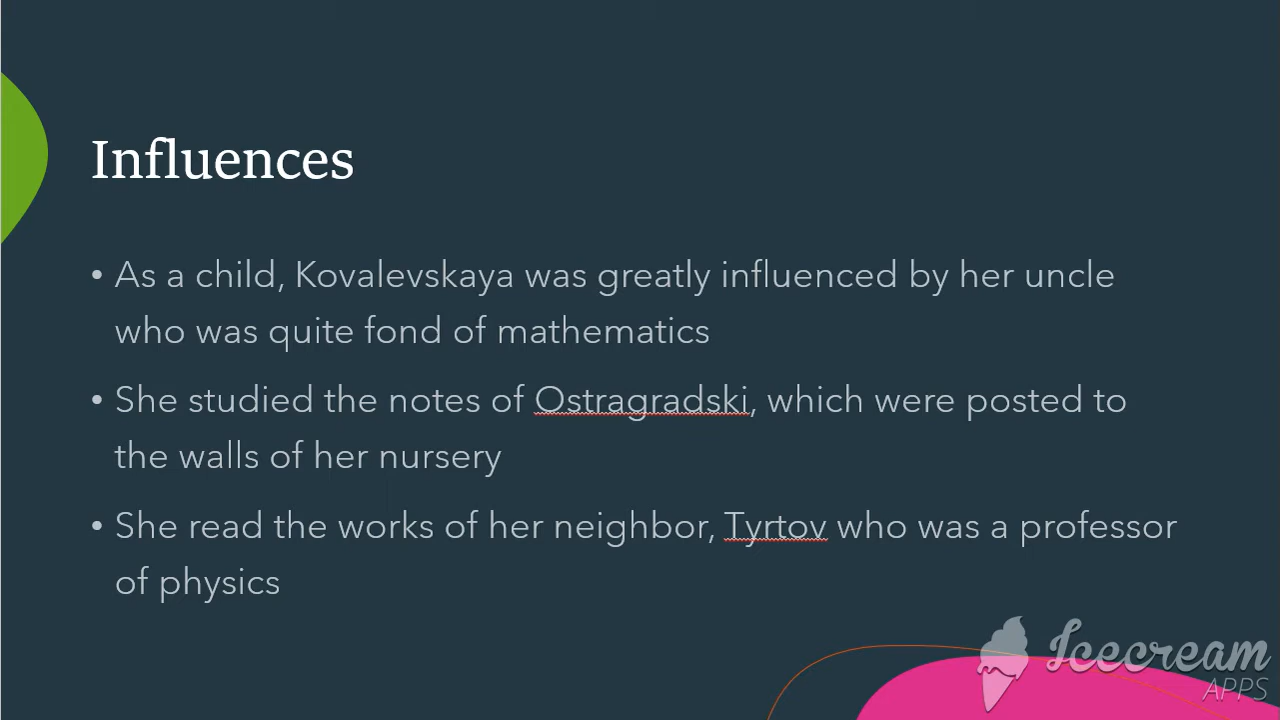 Influences
• As a child, Kovalevskaya was greatly influenced by her uncle
who was quite fond of mathematics
• She studied the notes of Ostragradski, which were posted to
the walls of her nursery
• She read the works of her neighbor, Tyrtov who was a professor
of physics
Icecream
APPS